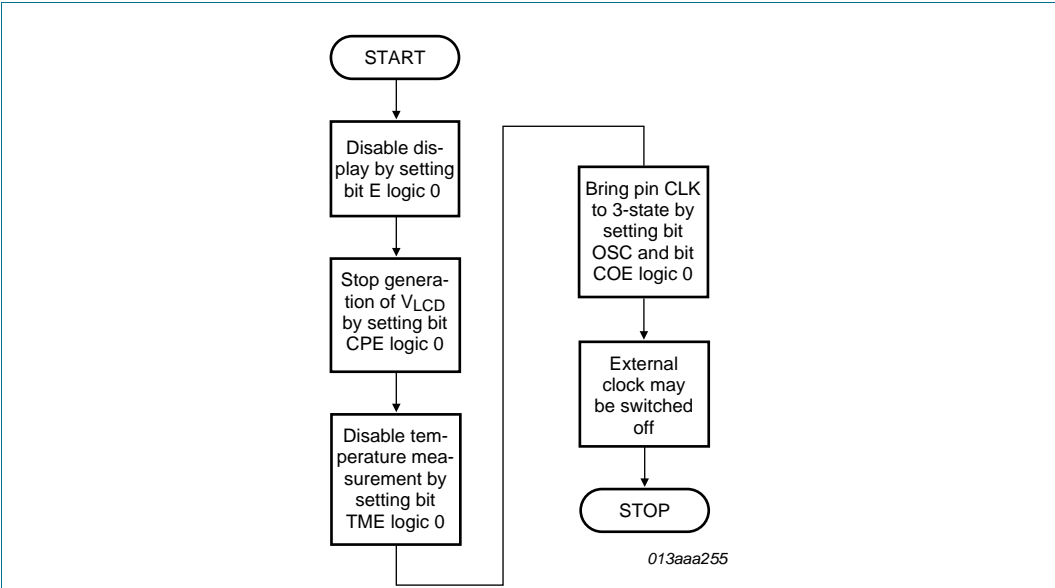 START
Disable dis-
play by setting
bit E logic 0
Stop genera-
tion of VLCD
by setting bit
CPE logic 0
Disable tem-
perature mea-
surement by
setting bit
TME logic 0
Bring pin CLK
to 3-state by
setting bit
OSC and bit
COE logic 0
External
clock may
be switched
off
STOP
013aaa255